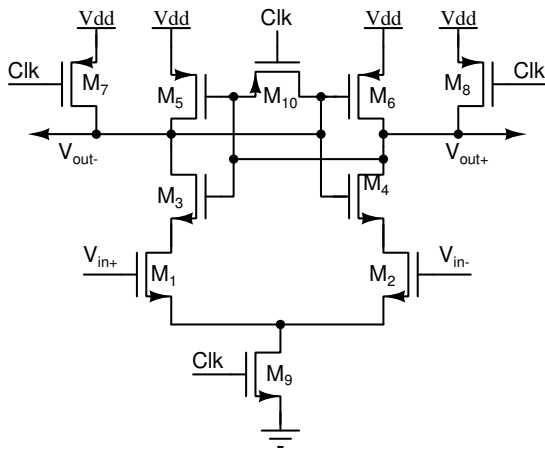 Vdd Vdd Vdd Vdd
Clk Clk Clk
M7 M5 M10 M6 M8
Vout- Vout+
M3 M4
Vin+ M1 M2 Vin-
Clk M9